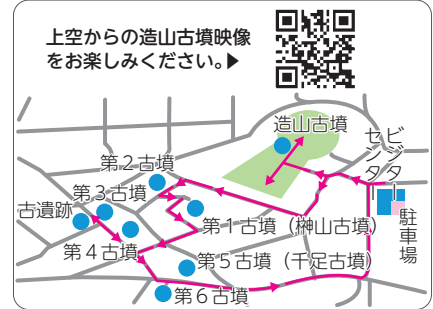 上空からの造山古墳映像
をお楽しみください。▶
造山古墳
ビジター
センター
駐車場
第2古墳
第3古墳
古遺跡
第1古墳（榊山古墳）
第4古墳
第5古墳（千足古墳）
第6古墳